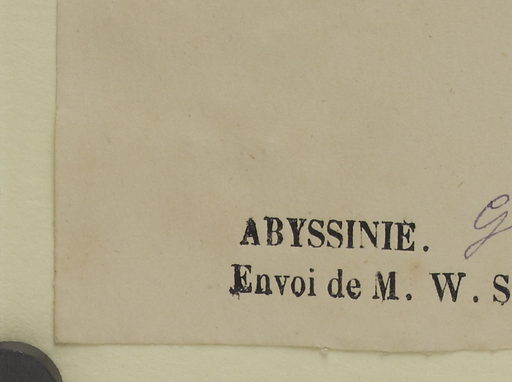 ABYSSINIE.
Envoi de M. W. S